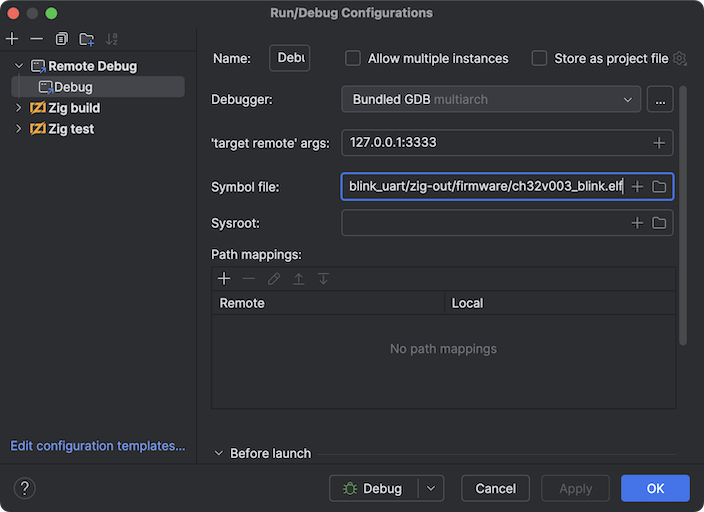 Run/Debug Configurations
Remote Debug
Debug
Zig build
Zig test
Edit configuration templates...
Name: Debu
Allow multiple instances
Store as project file
Debugger: Bundled GDB multiarch ...
'target remote' args: 127.0.0.1:3333
Symbol file: blink_uart/zig-out/firmware/ch32v003_blink.elf
Sysroot:
Path mappings:
Remote Local
No path mappings
Before launch
? Debug Cancel Apply OK